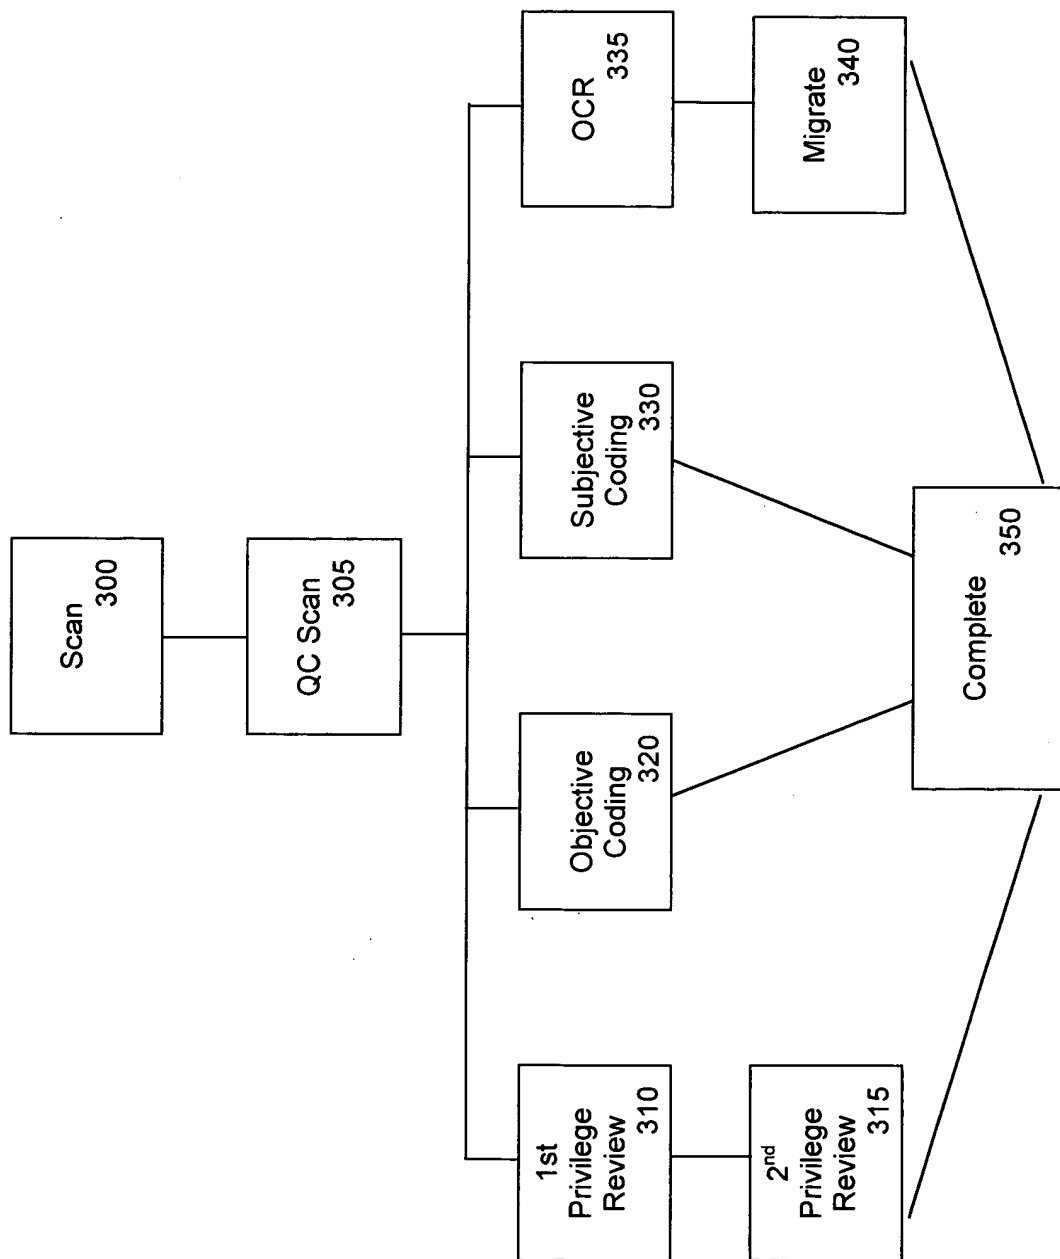 Scan
300
QC Scan
305
1st
Privilege
Review
310
Objective
Coding
320
Subjective
Coding
330
OCR
335
2nd
Privilege
Review
315
Migrate
340
Complete
350